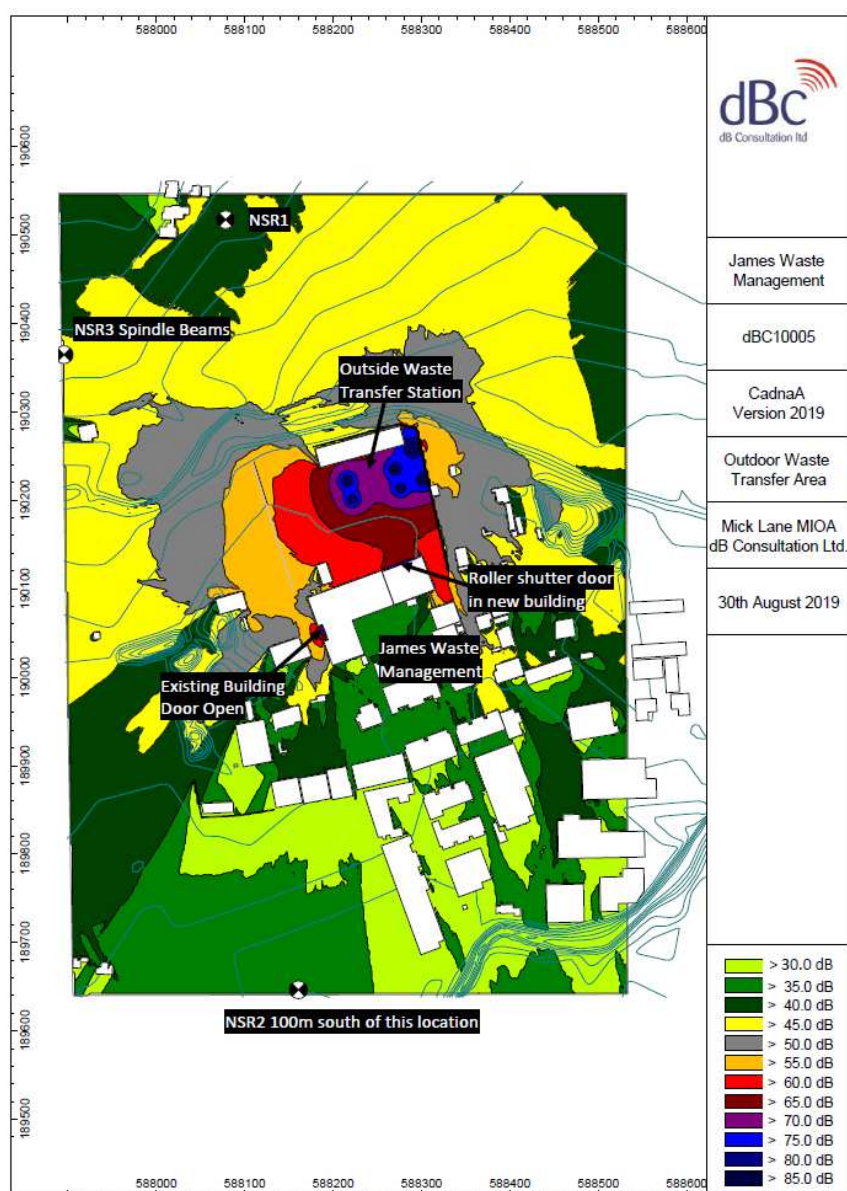 588000 588100 588200 588300 588400 588500 588600
190600
190500
190400
190300
190200
190100
190000
189900
189800
189700
189600
189500
NSR1
NSR3 Spindle Beams
Outside Waste
Transfer Station
Roller shutter door
in new building
James Waste
Management
Existing Building
Door Open
NSR2 100m south of this location
588000 588100 588200 588300 588400 588500 588600
dBc
dB Consultation ltd
James Waste
Management
dBC10005
CadnaA
Version 2019
Outdoor Waste
Transfer Area
Mick Lane MIOA
dB Consultation Ltd.
30th August 2019
> 30.0 dB
> 35.0 dB
> 40.0 dB
> 45.0 dB
> 50.0 dB
> 55.0 dB
> 60.0 dB
> 65.0 dB
> 70.0 dB
> 75.0 dB
> 80.0 dB
> 85.0 dB